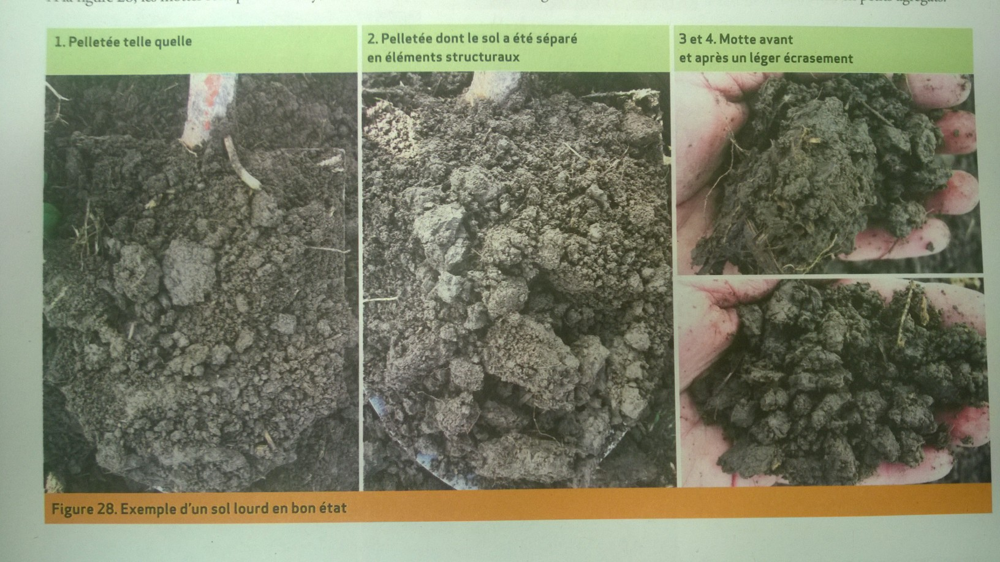 1. Pelletée telle quelle
2. Pelletée dont le sol a été séparé
en éléments structuraux
3 et 4. Motte avant
et après un léger écrasement
Figure 28. Exemple d'un sol lourd en bon état